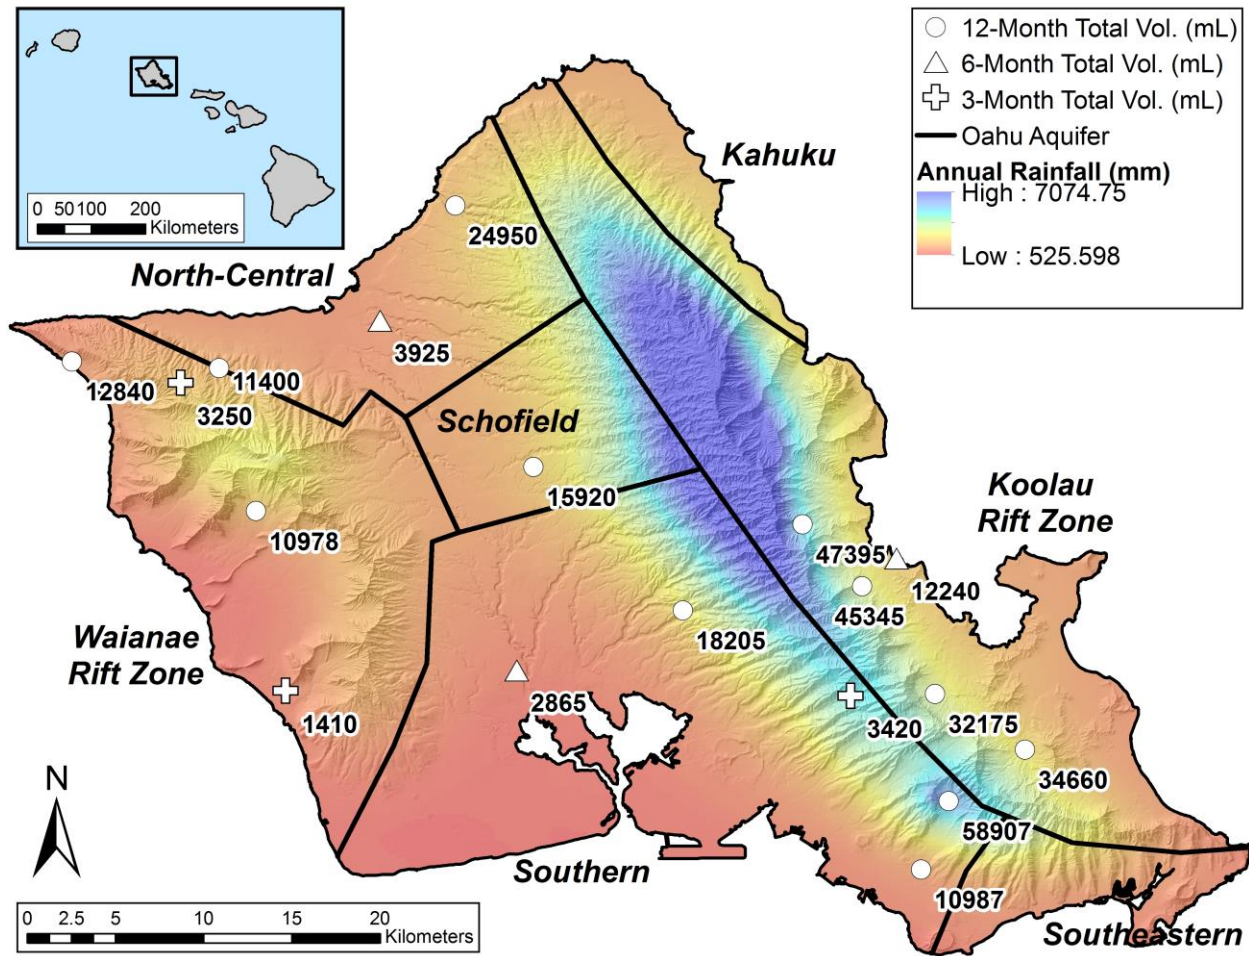 12-Month Total Vol. (mL)
6-Month Total Vol. (mL)
3-Month Total Vol. (mL)
Oahu Aquifer
Annual Rainfall (mm)
High : 7074.75
Low : 525.598
0 50 100 200
Kilometers
Kahuku
24950
North-Central
3925
12840
11400
3250
Schofield
15920
10978
Koolau
Rift Zone
47395
12240
45345
18205
Waianae
Rift Zone
2865
1410
3420
32175
34660
N
58907
Southern
10987
0 2.5 5 10 15 20
Kilometers
Southeastern